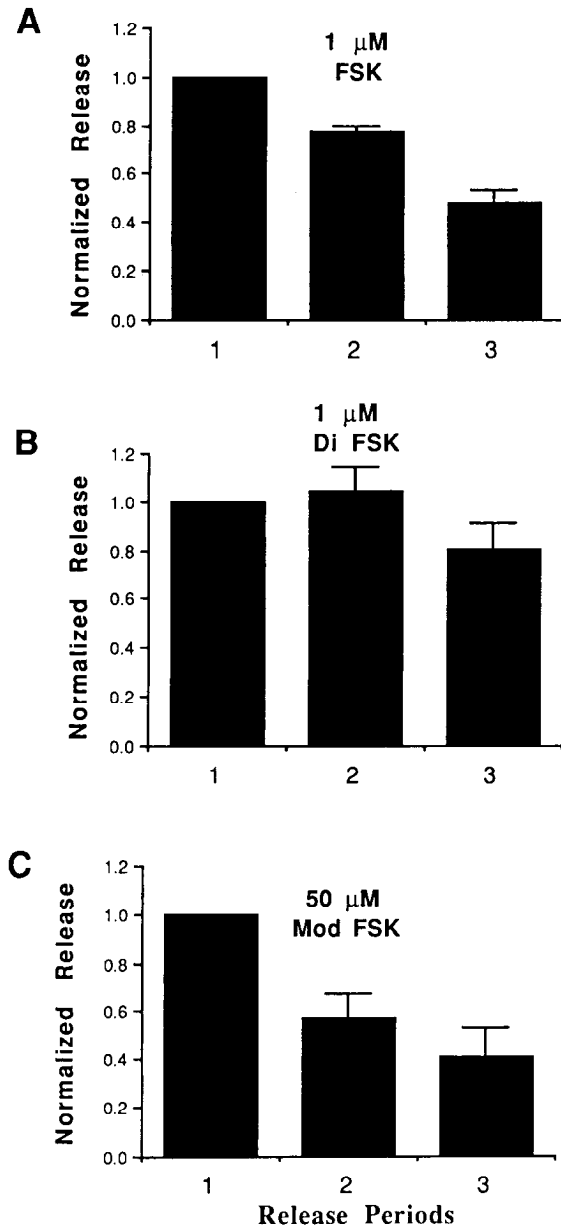 A
1 μM
FSK
Normalized Release
1.2
1.0
0.8
0.6
0.4
0.2
0.0
1 2 3
B
1 μM
Di FSK
Normalized Release
1.2
1.0
0.8
0.6
0.4
0.2
0.0
1 2 3
C
50 μM
Mod FSK
Normalized Release
1.2
1.0
0.8
0.6
0.4
0.2
0.0
1 2 3
Release Periods